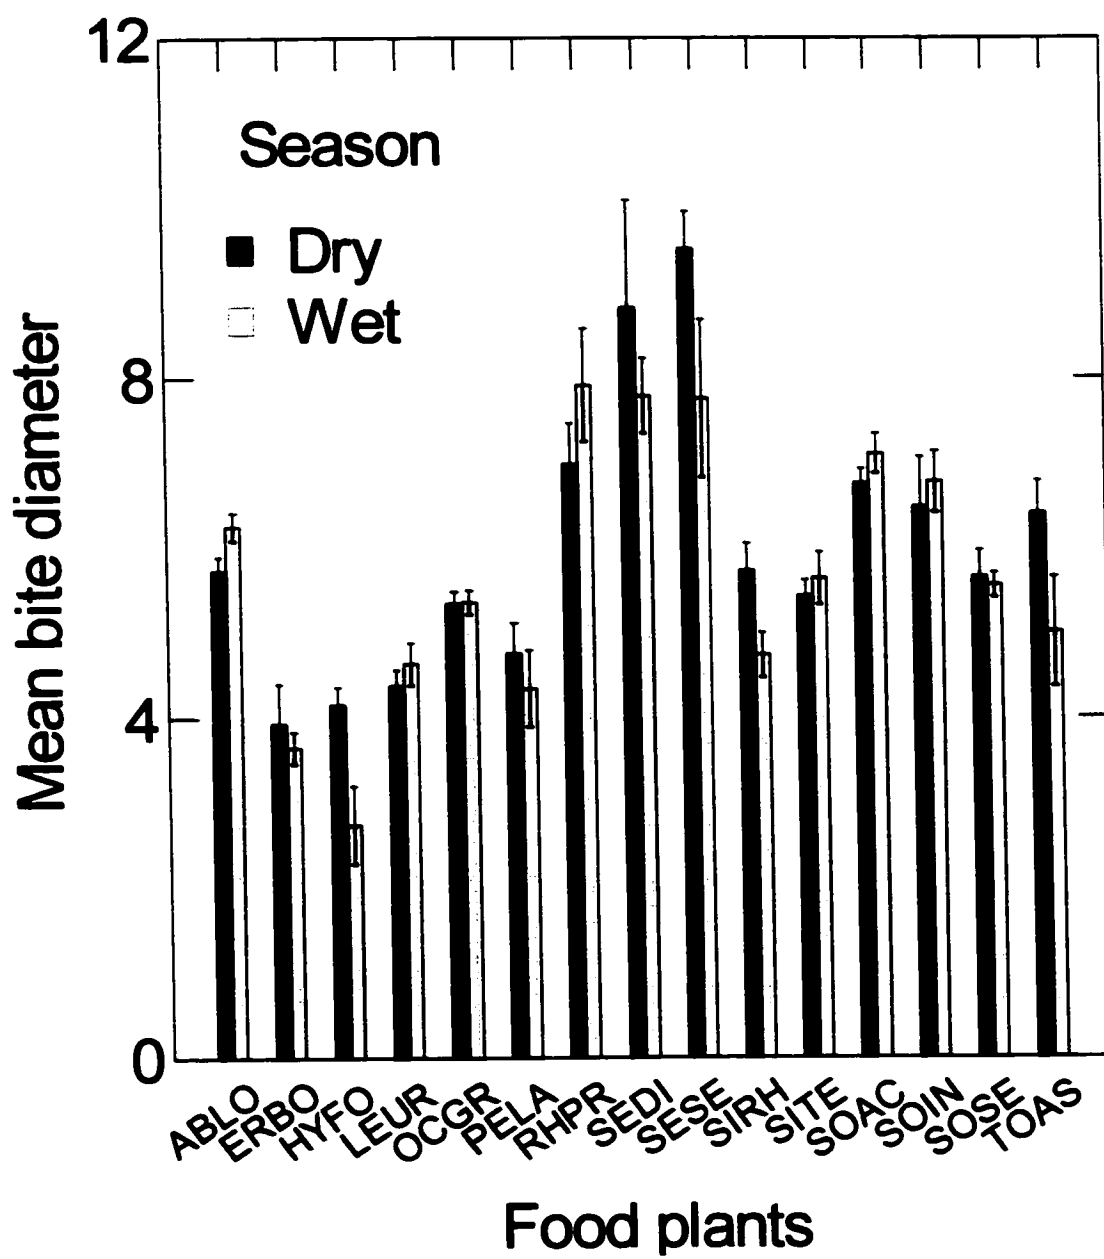 12
Season
Dry
Wet
Mean bite diameter
8
4
0
ABLO
ERBO
HYFO
LEUR
OCGR
PELA
RHPR
SEDI
SESE
SIRH
SITE
SOAC
SOIN
SOSE
TOAS
Food plants